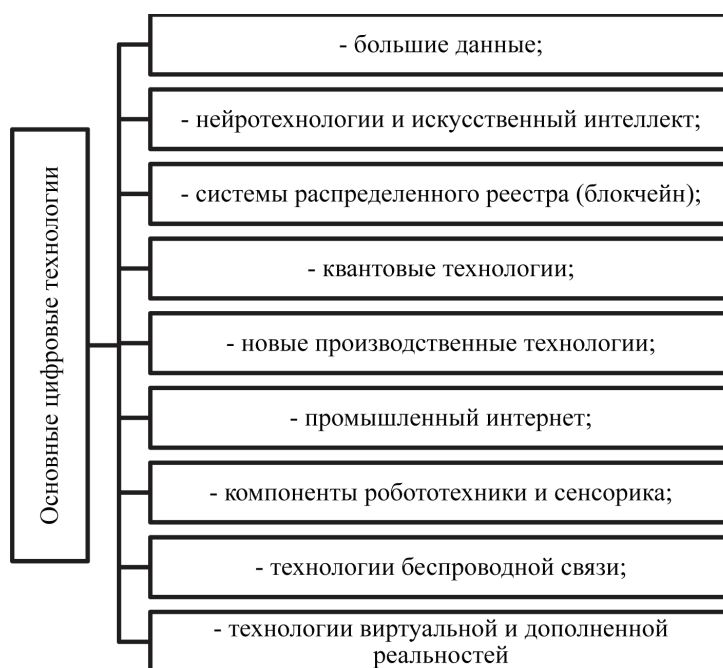 Основные цифровые технологии
- большие данные;
- нейротехнологии и искусственный интеллект;
- системы распределенного реестра (блокчейн);
- квантовые технологии;
- новые производственные технологии;
- промышленный интернет;
- компоненты робототехники и сенсорика;
- технологии беспроводной связи;
- технологии виртуальной и дополненной
реальностей